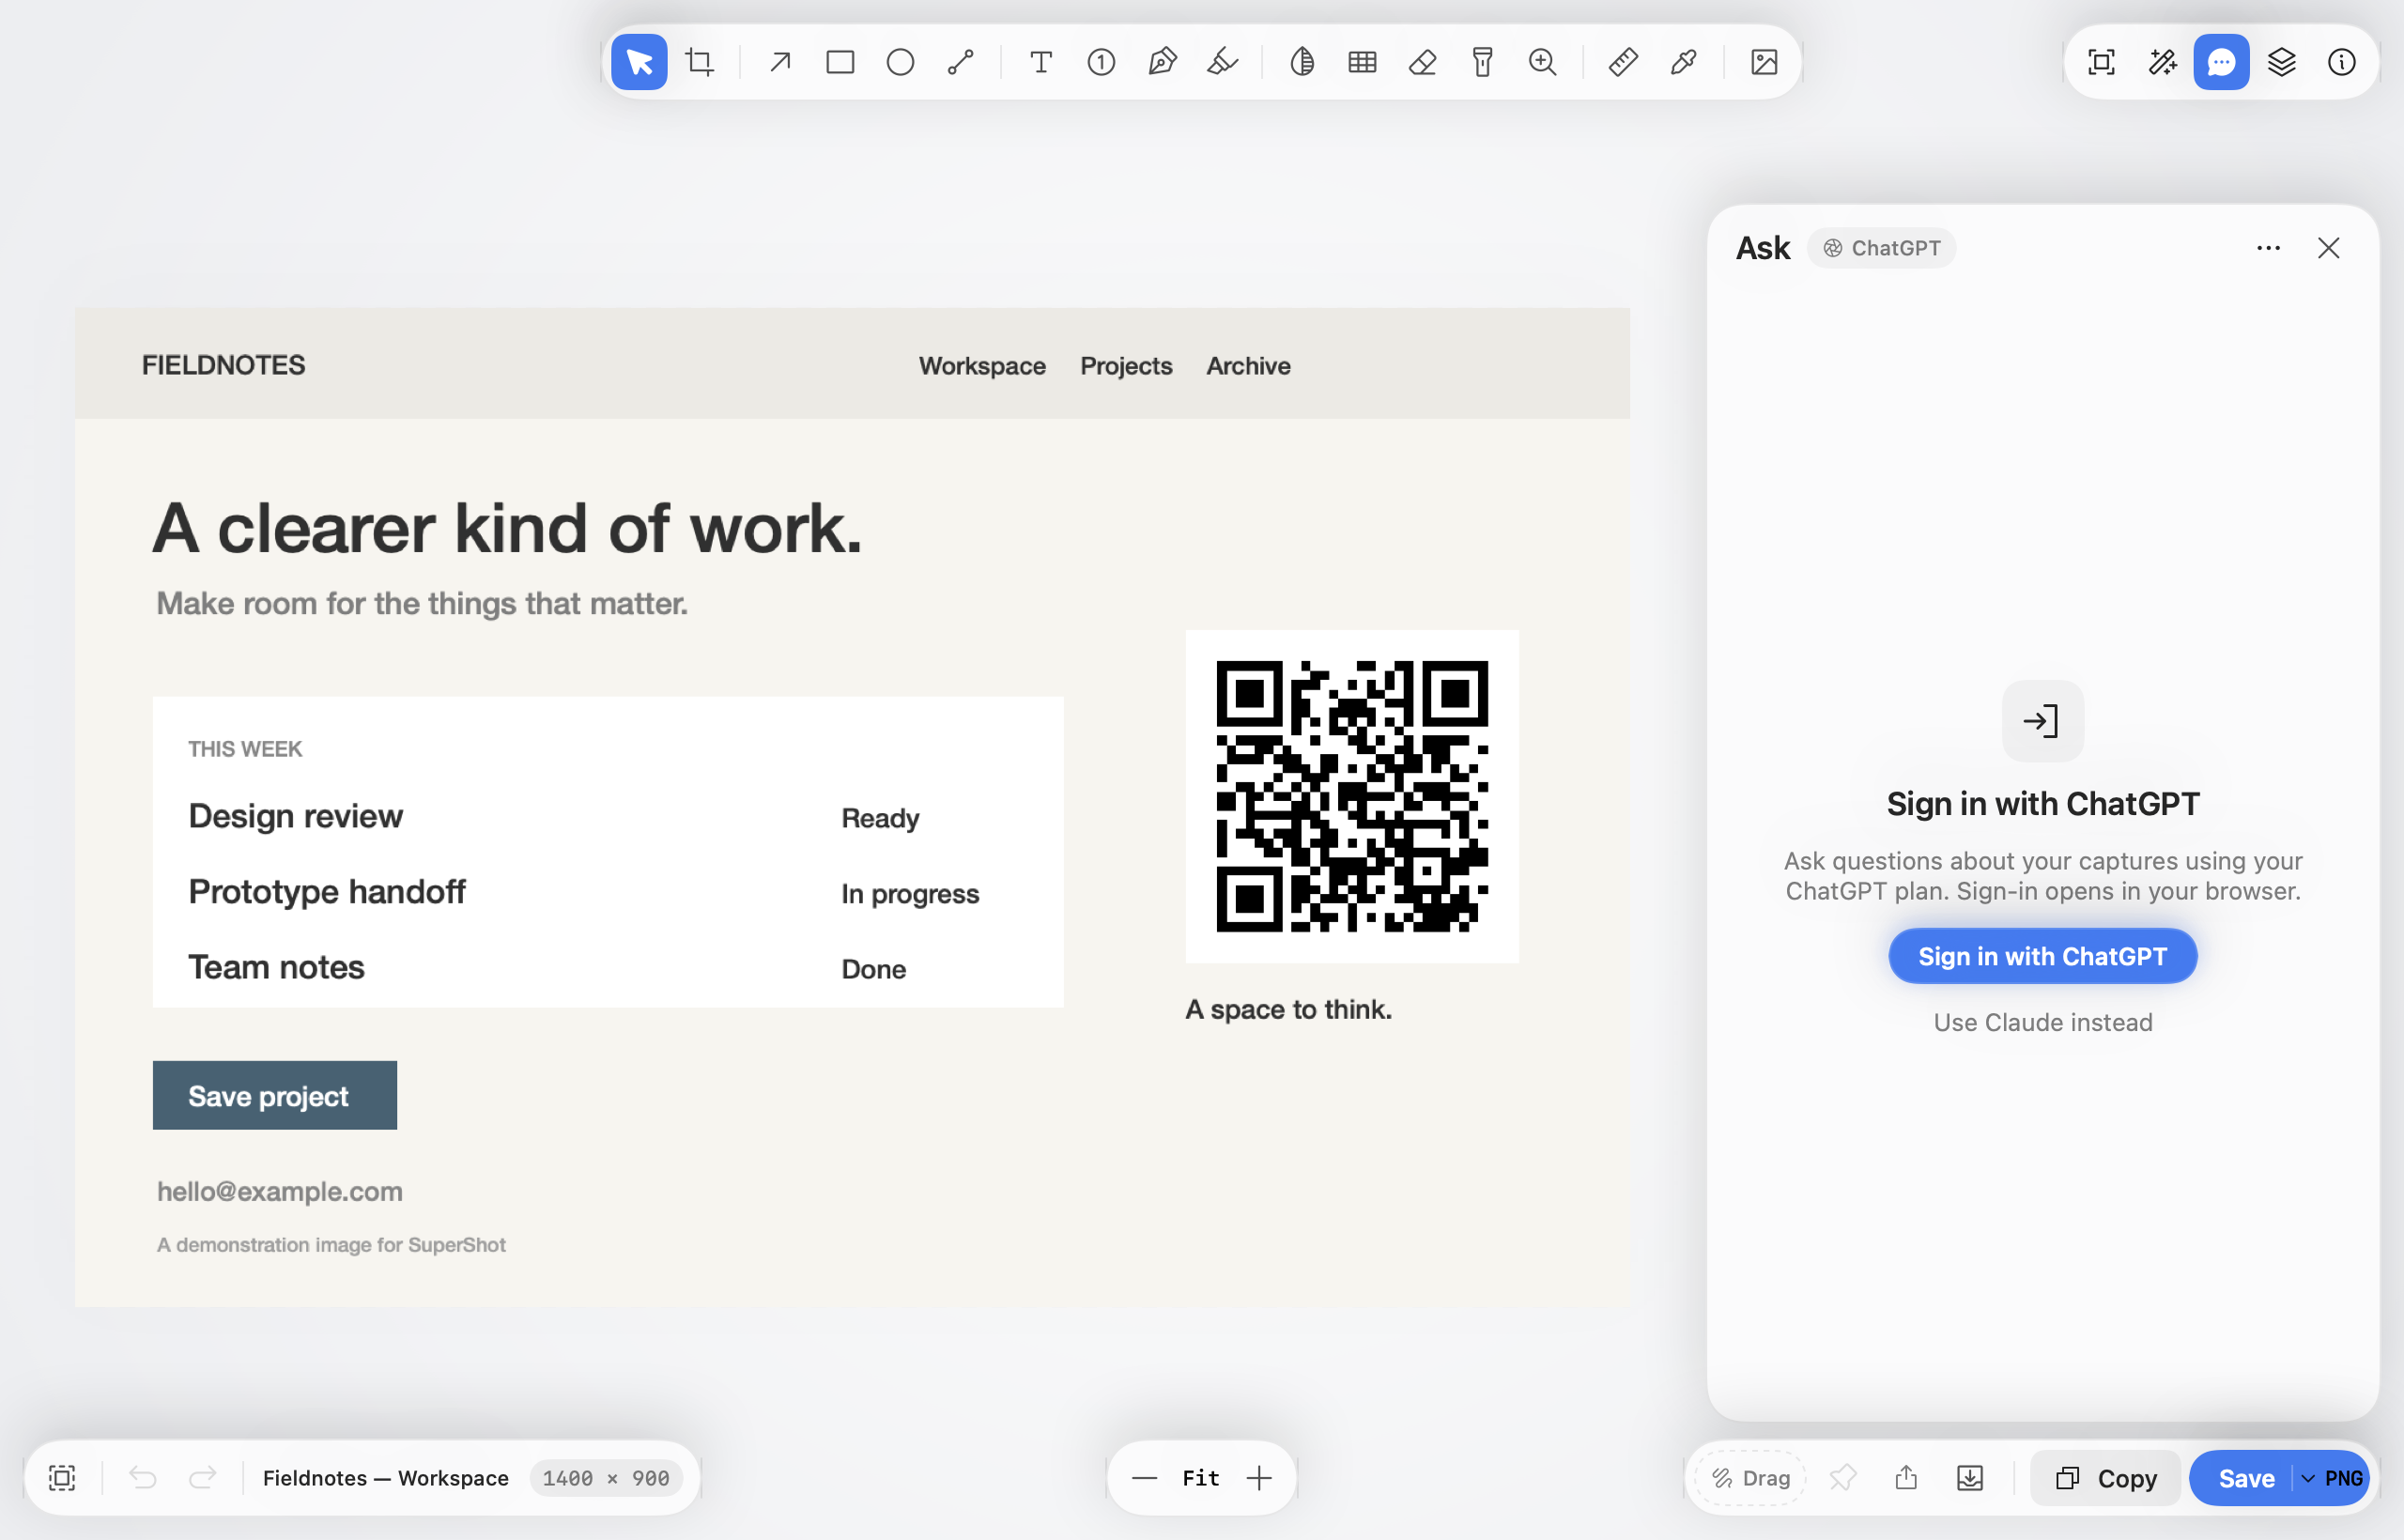 Ask
ChatGPT
FIELDNOTES
Workspace
Projects
Archive
A clearer kind of work.
Make room for the things that matter.
THIS WEEK
Design review
Ready
Prototype handoff
In progress
Team notes
Done
A space to think.
Save project
hello@example.com
A demonstration image for SuperShot
Sign in with ChatGPT
Ask questions about your captures using your
ChatGPT plan. Sign-in opens in your browser.
Sign in with ChatGPT
Use Claude instead
Fieldnotes — Workspace
1400 × 900
Fit
Drag
Copy
Save
PNG